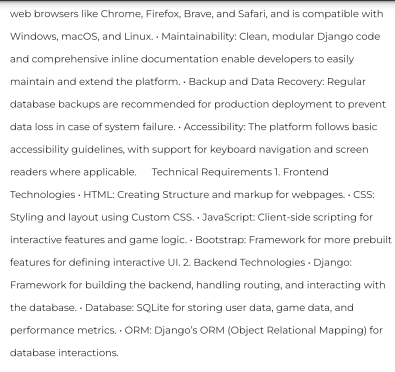 web browsers like Chrome, Firefox, Brave, and Safari, and is compatible with
Windows, macOS, and Linux. • Maintainability: Clean, modular Django code
and comprehensive inline documentation enable developers to easily
maintain and extend the platform. • Backup and Data Recovery: Regular
database backups are recommended for production deployment to prevent
data loss in case of system failure. • Accessibility: The platform follows basic
accessibility guidelines, with support for keyboard navigation and screen
readers where applicable. Technical Requirements 1. Frontend
Technologies • HTML: Creating Structure and markup for webpages. • CSS:
Styling and layout using Custom CSS. • JavaScript: Client-side scripting for
interactive features and game logic. • Bootstrap: Framework for more prebuilt
features for defining interactive UI. 2. Backend Technologies • Django:
Framework for building the backend, handling routing, and interacting with
the database. • Database: SQLite for storing user data, game data, and
performance metrics. • ORM: Django’s ORM (Object Relational Mapping) for
database interactions.